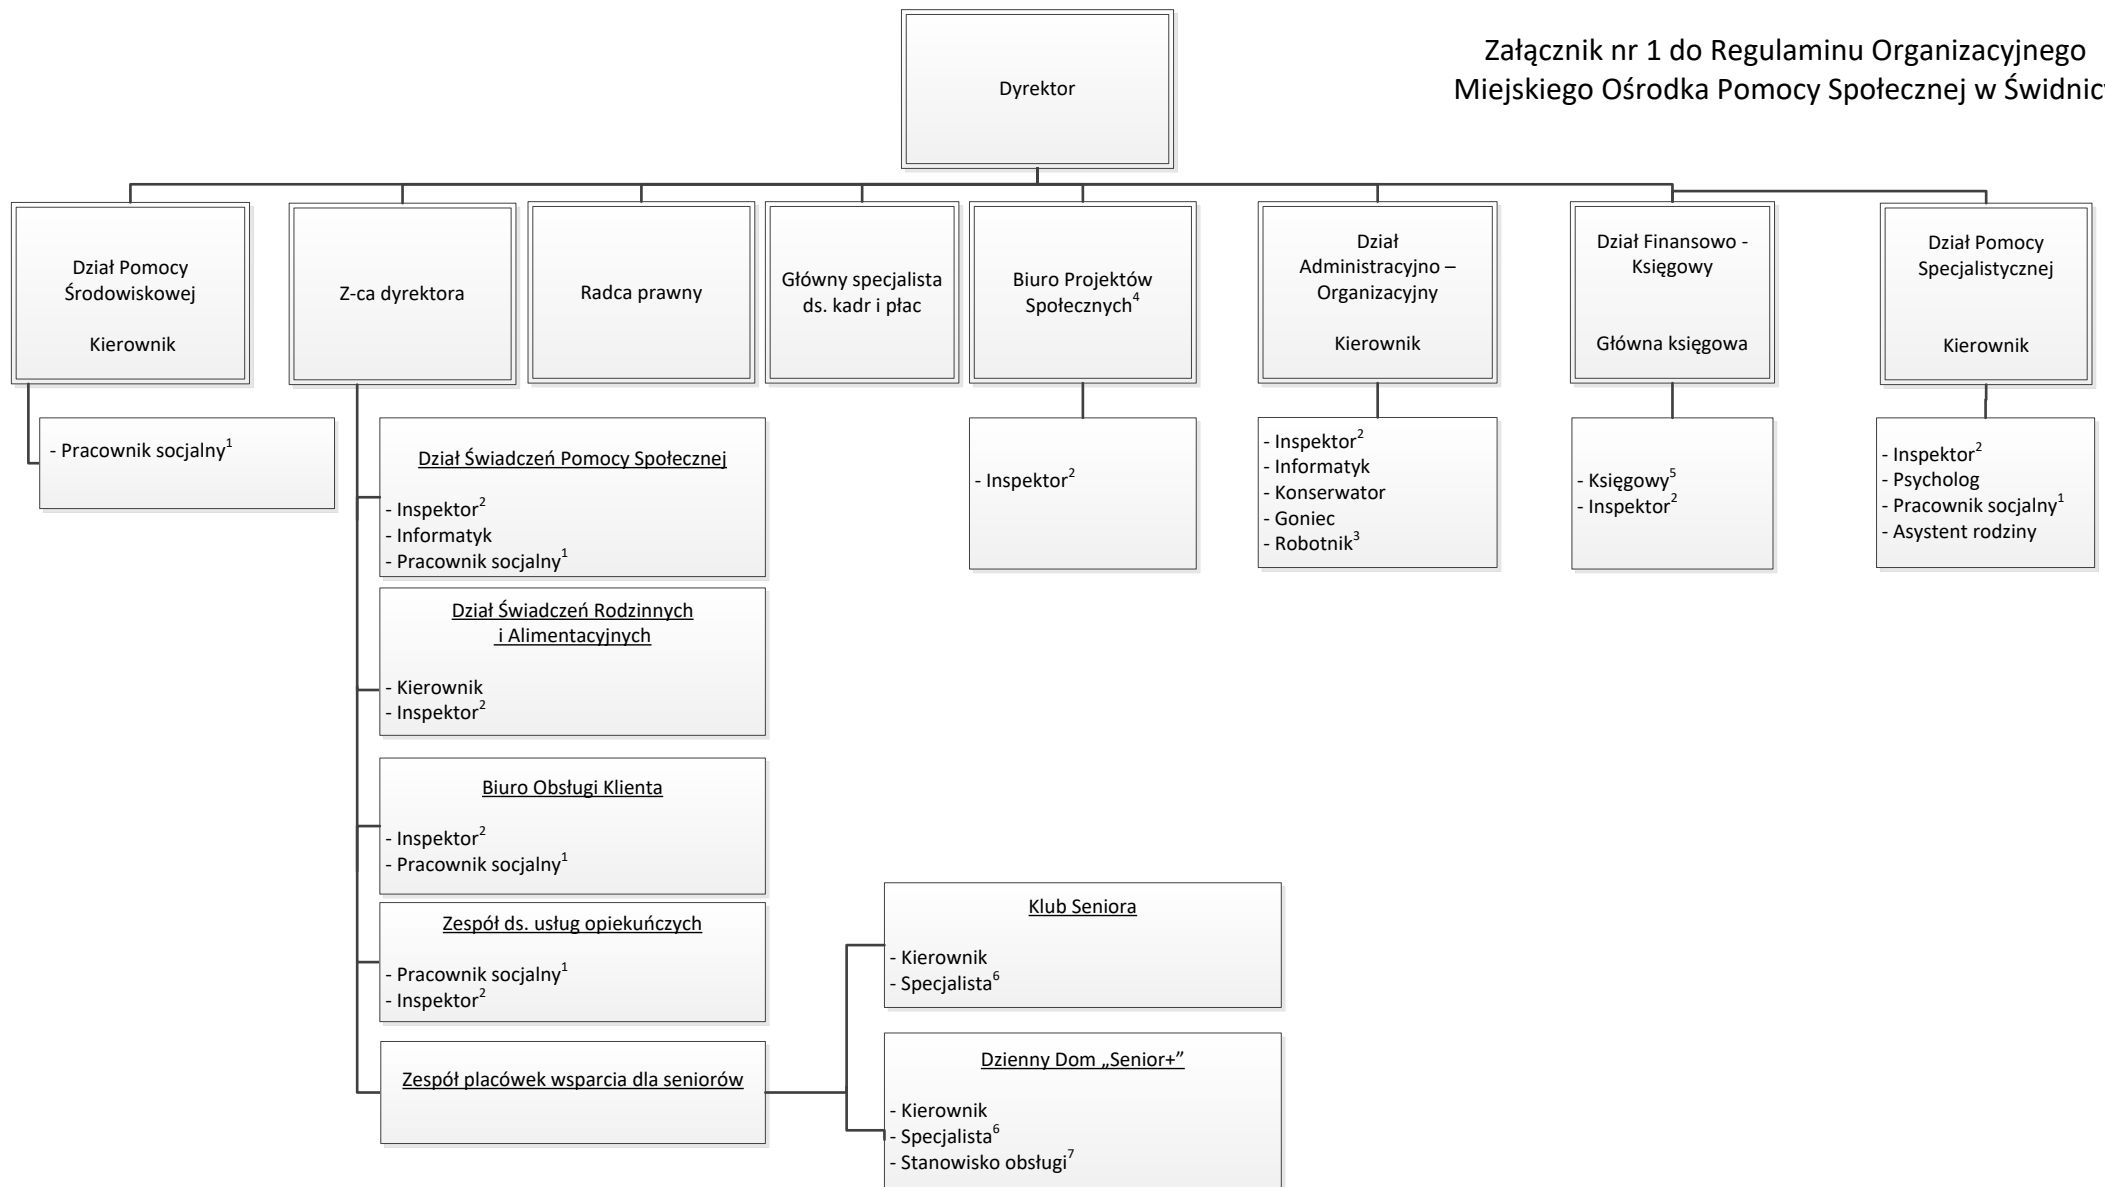 Załącznik nr 1 do Regulaminu Organizacyjnego
Miejskiego Ośrodka Pomocy Społecznej w Świdnicy
Dyrektor
Dział Pomocy
Środowiskowej
Kierownik
Z-ca dyrektora
Radca prawny
Główny specjalista
ds. kadr i płac
Biuro Projektów
Społecznych⁴
Dział
Administracyjno –
Organizacyjny
Kierownik
Dział Finansowo -
Księgowy
Główna księgowa
Dział Pomocy
Specjalistycznej
Kierownik
- Pracownik socjalny¹
Dział Świadczeń Pomocy Społecznej
- Inspektor²
- Informatyk
- Pracownik socjalny¹
Dział Świadczeń Rodzinnych
i Alimentacyjnych
- Kierownik
- Inspektor²
Biuro Obsługi Klienta
- Inspektor²
- Pracownik socjalny¹
Zespół ds. usług opiekuńczych
- Pracownik socjalny¹
- Inspektor²
Zespół placówek wsparcia dla seniorów
Klub Seniora
- Kierownik
- Specjalista⁶
Dzienny Dom „Senior+”
- Kierownik
- Specjalista⁶
- Stanowisko obsługi⁷
- Inspektor²
- Inspektor²
- Informatyk
- Konserwator
- Goniec
- Robotnik³
- Księgowy⁵
- Inspektor²
- Inspektor²
- Psycholog
- Pracownik socjalny¹
- Asystent rodziny